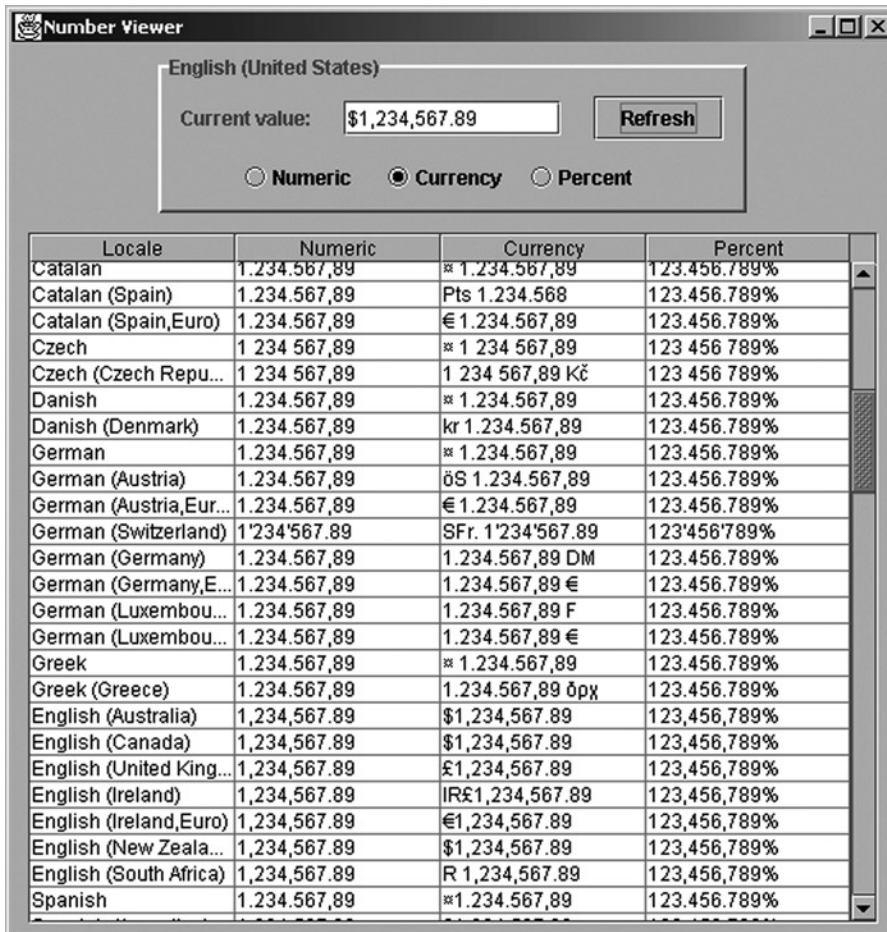 Number Viewer
English (United States)
Current value: $1,234,567.89 Refresh
Numeric Currency Percent
Locale Numeric Currency Percent
Catalan 1.234.567,89 ¤ 1.234.567,89 123.456.789%
Catalan (Spain) 1.234.567,89 Pts 1.234.568 123.456.789%
Catalan (Spain,Euro) 1.234.567,89 € 1.234.567,89 123.456.789%
Czech 1 234 567,89 ¤ 1 234 567,89 123 456 789%
Czech (Czech Repu... 1 234 567,89 1 234 567,89 Kč 123 456 789%
Danish 1.234.567,89 ¤ 1.234.567,89 123.456.789%
Danish (Denmark) 1.234.567,89 kr 1.234.567,89 123.456.789%
German 1.234.567,89 ¤ 1.234.567,89 123.456.789%
German (Austria) 1.234.567,89 öS 1.234.567,89 123.456.789%
German (Austria,Eur... 1.234.567,89 € 1.234.567,89 123.456.789%
German (Switzerland) 1'234'567.89 SFr. 1'234'567.89 123'456'789%
German (Germany) 1.234.567,89 1.234.567,89 DM 123.456.789%
German (Germany,E... 1.234.567,89 1.234.567,89 € 123.456.789%
German (Luxembou... 1.234.567,89 1.234.567,89 F 123.456.789%
German (Luxembou... 1.234.567,89 1.234.567,89 € 123.456.789%
Greek 1.234.567,89 ¤ 1.234.567,89 123.456.789%
Greek (Greece) 1.234.567,89 1.234.567,89 δρχ 123.456.789%
English (Australia) 1,234,567.89 $1,234,567.89 123,456,789%
English (Canada) 1,234,567.89 $1,234,567.89 123,456,789%
English (United King... 1,234,567.89 £1,234,567.89 123,456,789%
English (Ireland) 1,234,567.89 IR£1,234,567.89 123,456,789%
English (Ireland,Euro) 1,234,567.89 €1,234,567.89 123,456,789%
English (New Zeala... 1,234,567.89 $1,234,567.89 123,456,789%
English (South Africa) 1,234,567.89 R 1,234,567.89 123,456,789%
Spanish 1.234.567,89 ¤1.234.567,89 123.456.789%